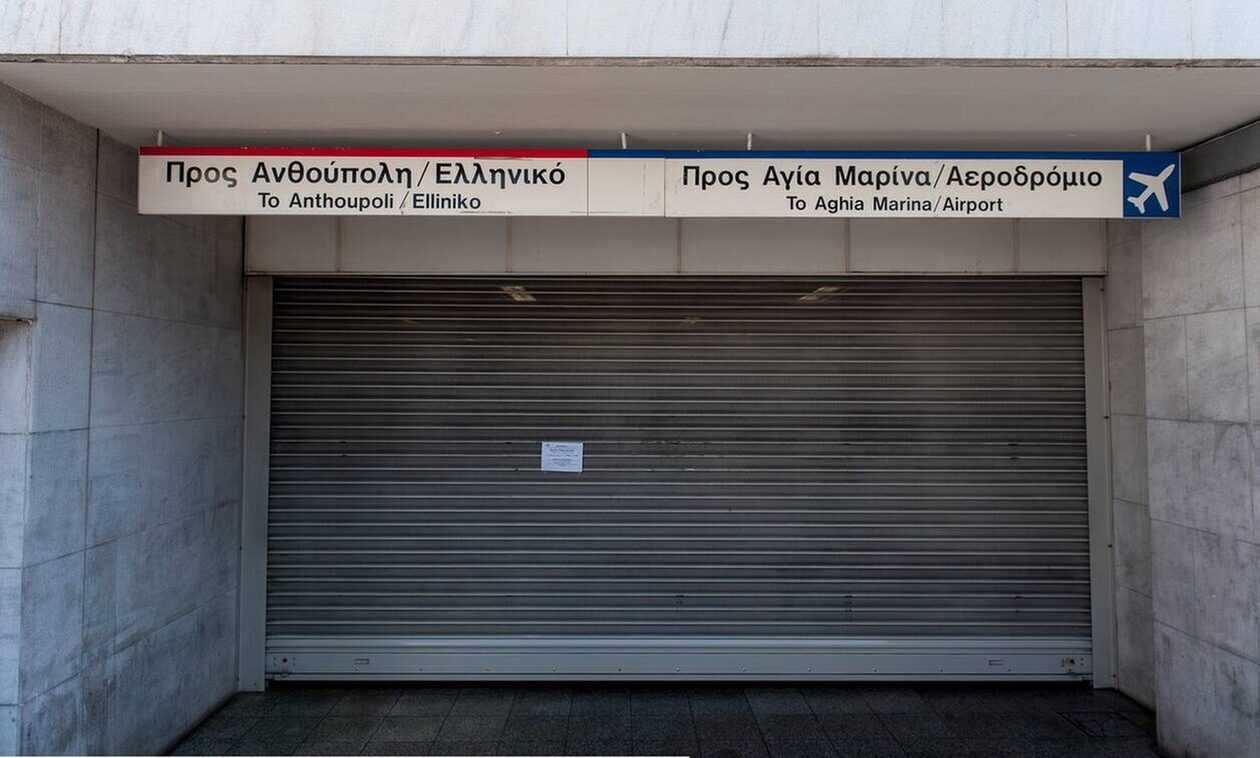 Προς Ανθούπολη/Ελληνικό
To Anthoupoli/Elliniko
Προς Αγία Μαρίνα/Αεροδρόμιο
To Aghia Marina/Airport